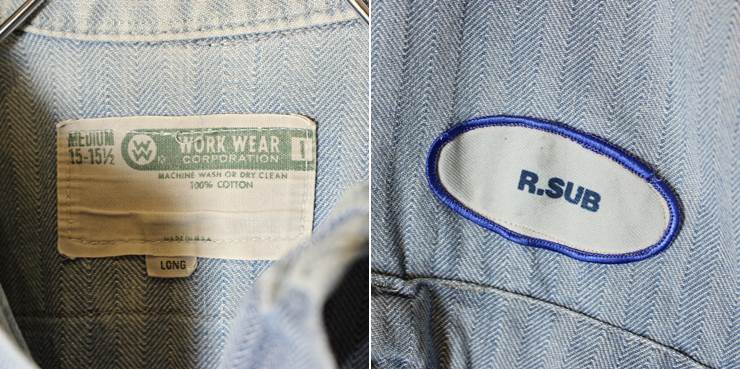 MEDIUM
15-15½
W
WORK WEAR
CORPORATION
MACHINE WASH OR DRY CLEAN
100% COTTON
LONG
R.SUB